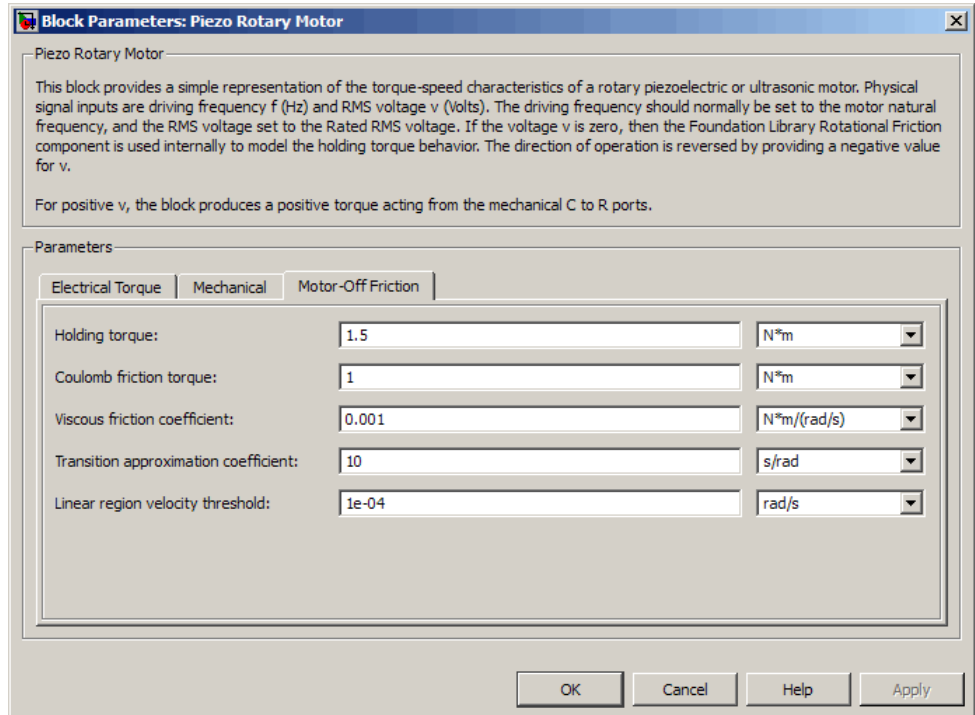 Block Parameters: Piezo Rotary Motor
Piezo Rotary Motor
This block provides a simple representation of the torque-speed characteristics of a rotary piezoelectric or ultrasonic motor. Physical
signal inputs are driving frequency f (Hz) and RMS voltage v (Volts). The driving frequency should normally be set to the motor natural
frequency, and the RMS voltage set to the Rated RMS voltage. If the voltage v is zero, then the Foundation Library Rotational Friction
component is used internally to model the holding torque behavior. The direction of operation is reversed by providing a negative value
for v.
For positive v, the block produces a positive torque acting from the mechanical C to R ports.
Parameters
Electrical Torque Mechanical Motor-Off Friction
Holding torque: 1.5 N*m
Coulomb friction torque: 1 N*m
Viscous friction coefficient: 0.001 N*m/(rad/s)
Transition approximation coefficient: 10 s/rad
Linear region velocity threshold: 1e-04 rad/s
OK Cancel Help Apply